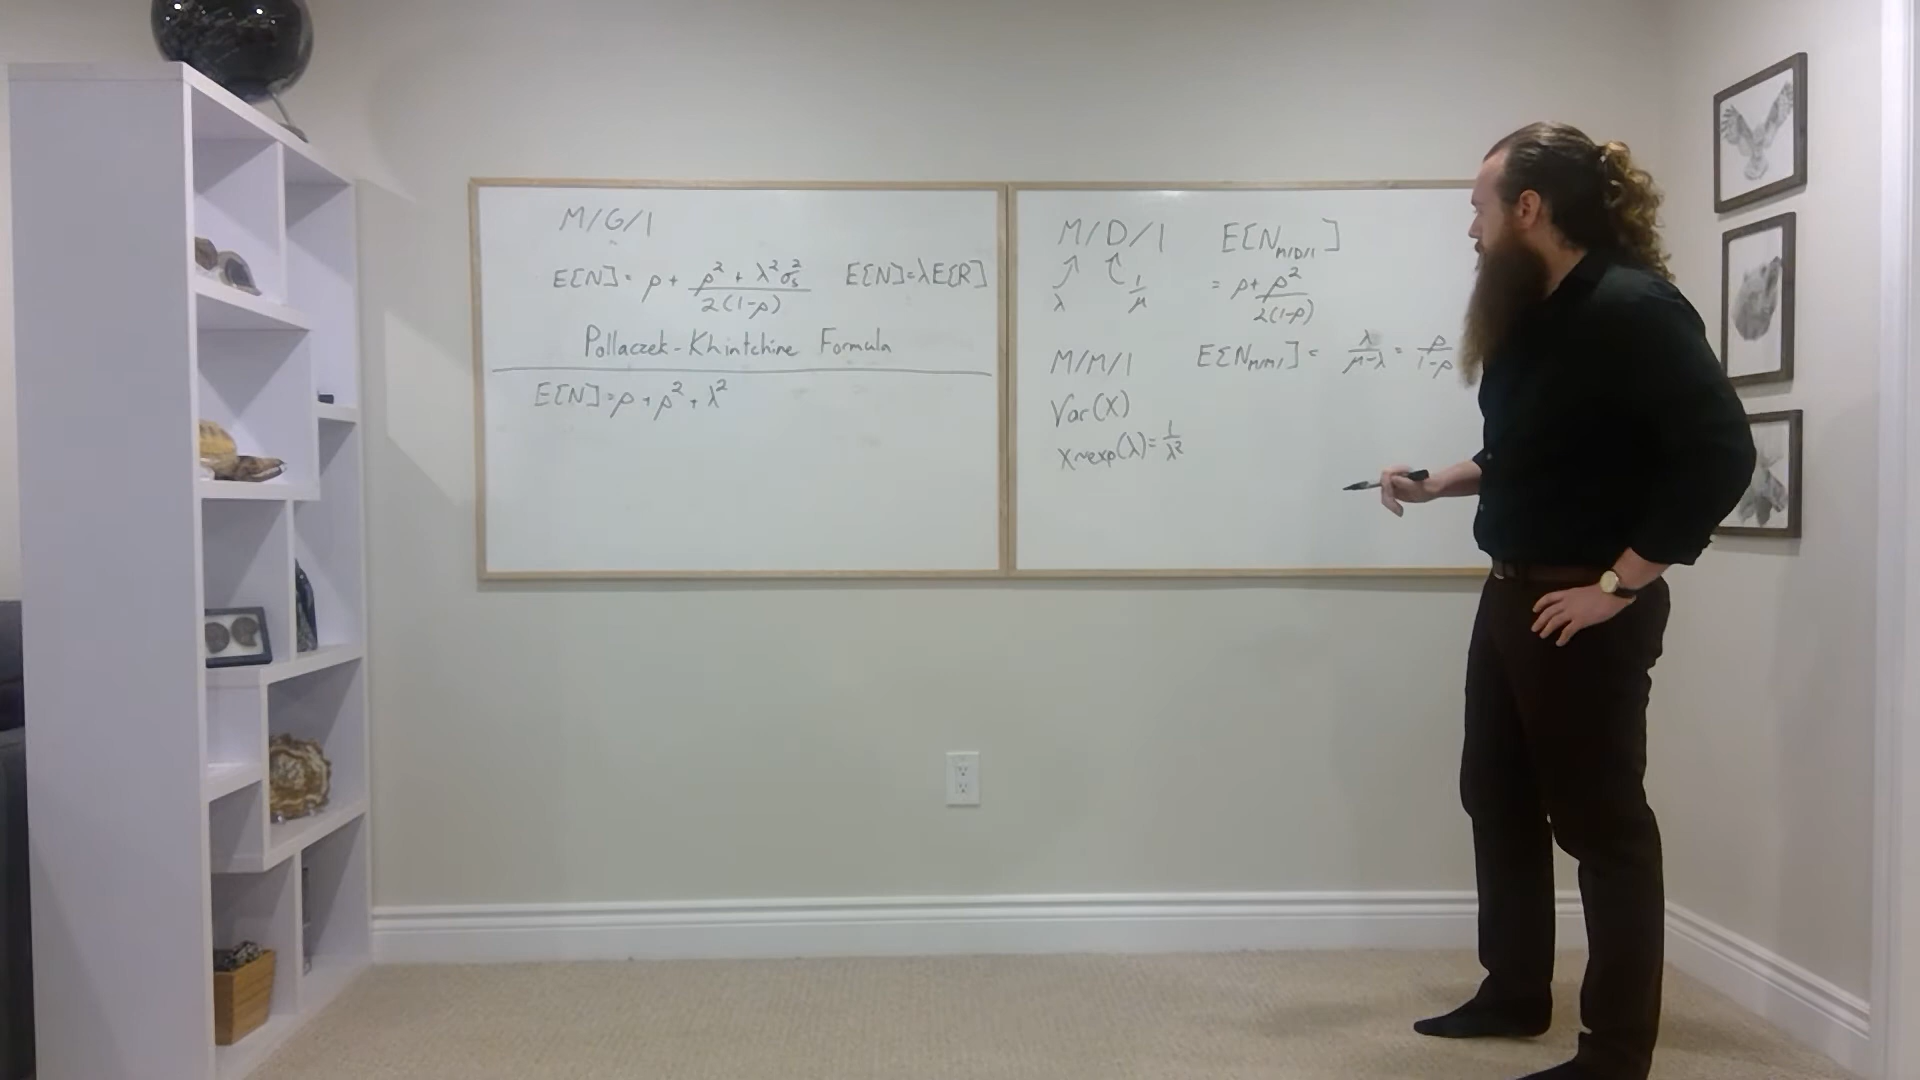 M/G/1
E[N] = ρ + (ρ² + λ²σₛ²)/(2(1-ρ))   E[N]=λE[R]
Pollaczek-Khintchine Formula
E[N]=ρ+ρ²+λ²
M/D/1   E[N_M/D/1]
λ   1/μ   = ρ+ρ²/(2(1-ρ))
M/M/1   E[N_M/M/1] = λ/(μ-λ) = ρ/(1-ρ)
Var(X)
X~exp(λ)=1/λ²